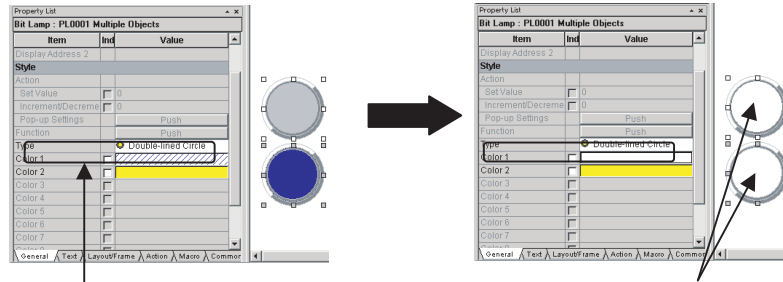 Property List
Bit Lamp : PL0001 Multiple Objects
Item Ind Value
Display Address 2
Style
Action
Set Value 0
Increment/Decreme 0
Pop-up Settings Push
Function Push
Type Double-lined Circle
Color 1
Color 2
Color 3
Color 4
Color 5
Color 6
Color 7
General Text Layout/Frame Action Macro Common
Property List
Bit Lamp : PL0001 Multiple Objects
Item Ind Value
Display Address 2
Style
Action
Set Value 0
Increment/Decreme 0
Pop-up Settings Push
Function Push
Type Double-lined Circle
Color 1
Color 2
Color 3
Color 4
Color 5
Color 6
Color 7
General Text Layout/Frame Action Macro Common